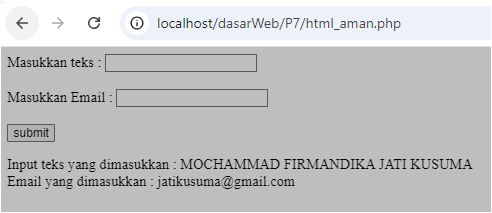 localhost/dasarWeb/P7/html_aman.php
Masukkan teks :
Masukkan Email :
submit
Input teks yang dimasukkan : MOCHAMMAD FIRMANDIKA JATI KUSUMA
Email yang dimasukkan : jatikusuma@gmail.com